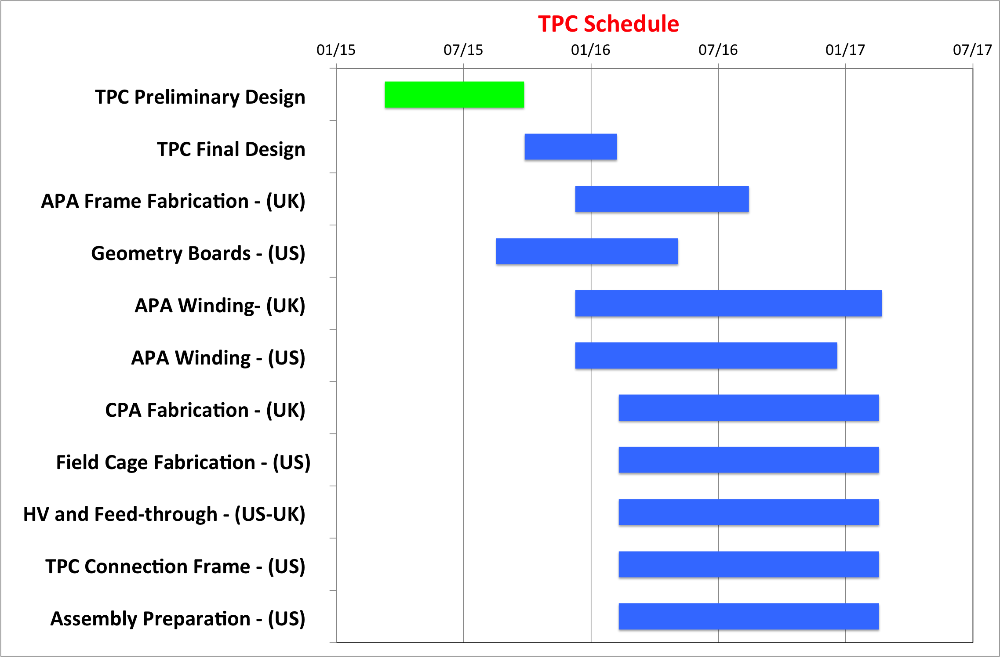 TPC Schedule
01/15 07/15 01/16 07/16 01/17 07/17
TPC Preliminary Design
TPC Final Design
APA Frame Fabrication - (UK)
Geometry Boards - (US)
APA Winding- (UK)
APA Winding - (US)
CPA Fabrication - (UK)
Field Cage Fabrication - (US)
HV and Feed-through - (US-UK)
TPC Connection Frame - (US)
Assembly Preparation - (US)